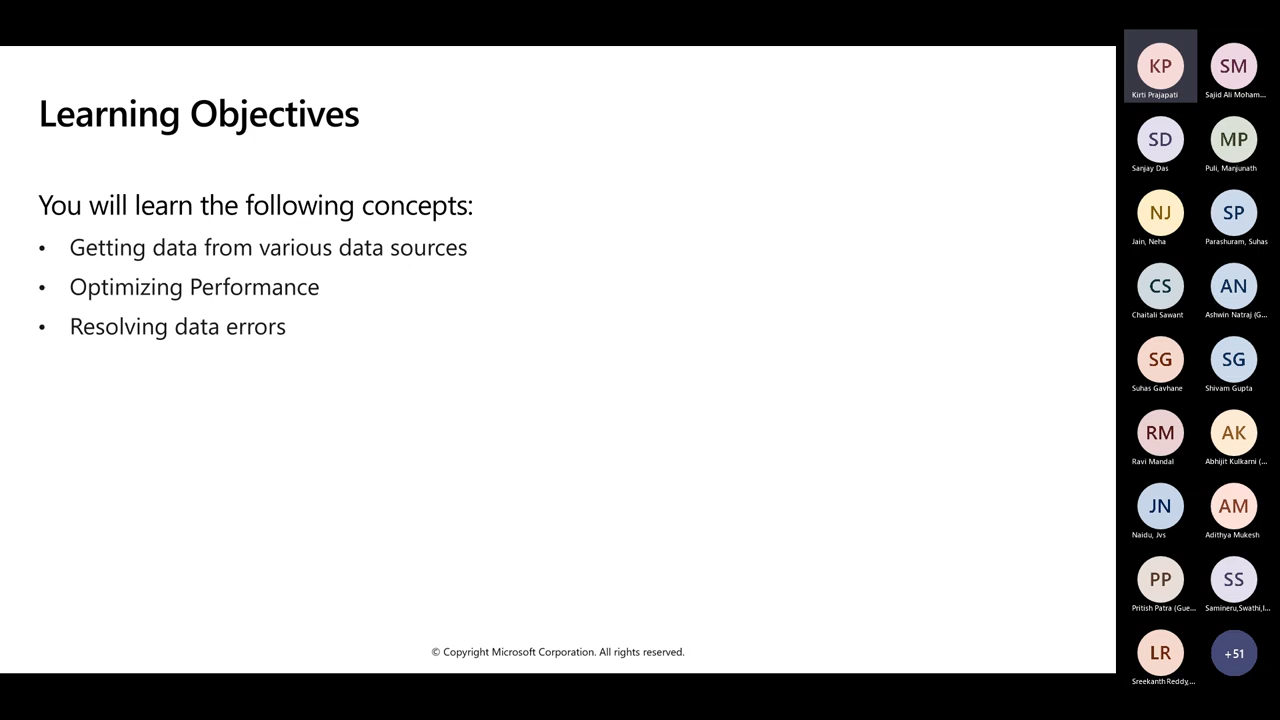 Learning Objectives
You will learn the following concepts:
• Getting data from various data sources
• Optimizing Performance
• Resolving data errors
© Copyright Microsoft Corporation. All rights reserved.
KP SM
Kirti Prajapati Sajid Ali Moham...
SD MP
Sanjay Das Puli, Manjunath
NJ SP
Jain, Neha Parashuram, Suhas
CS AN
Chaitali Sawant Ashwin Natraj (G...
SG SG
Suhas Gavhane Shivam Gupta
RM AK
Ravi Mandal Abhijit Kulkarni (...
JN AM
Naidu, Jvs Adithya Mukesh
PP SS
Pritish Patra (Gue... Samineru,Swathi,I...
LR +51
SreekanthReddy,...